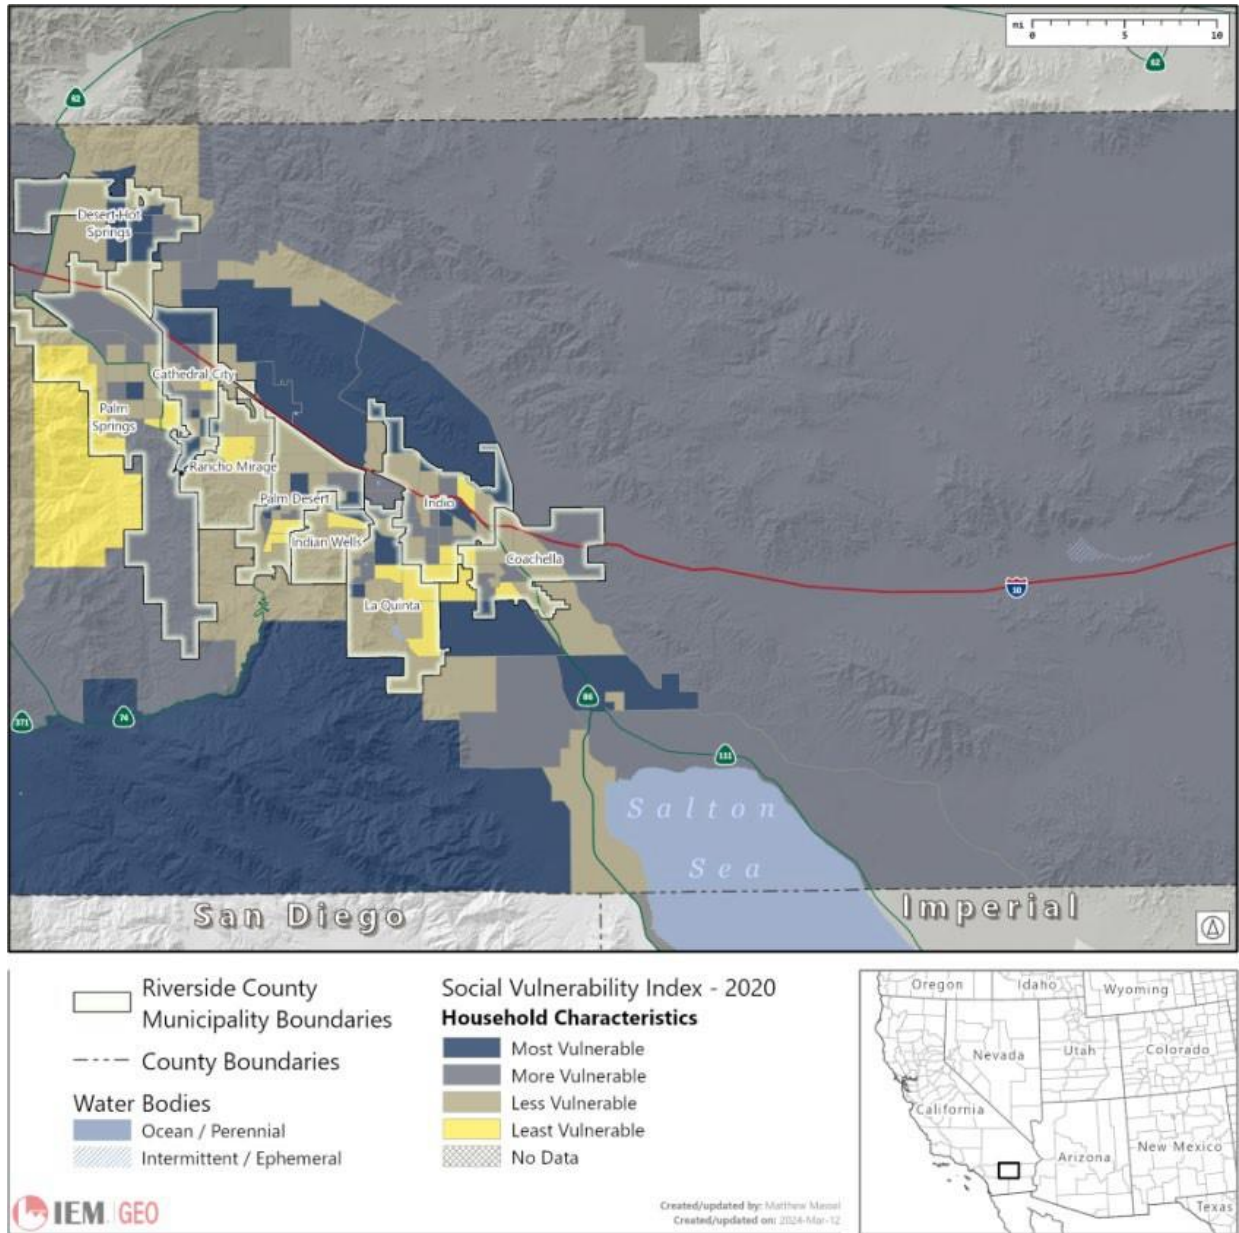 mi
0 5 10
62
62
Desert Hot
Springs
Cathedral City
Palm
Springs
Rancho Mirage
Palm Desert
Indio
Indian Wells
Coachella
10
La Quinta
86
371
74
111
Salton
Sea
San Diego
Imperial
Riverside County
Municipality Boundaries
County Boundaries
Water Bodies
Ocean / Perennial
Intermittent / Ephemeral
Social Vulnerability Index - 2020
Household Characteristics
Most Vulnerable
More Vulnerable
Less Vulnerable
Least Vulnerable
No Data
Oregon
Idaho
Wyoming
Nevada
Utah
Colorado
California
Arizona
New Mexico
Texas
IEM GEO
Created/updated by: Matthew Meisel
Created/updated on: 2024-Mar-12